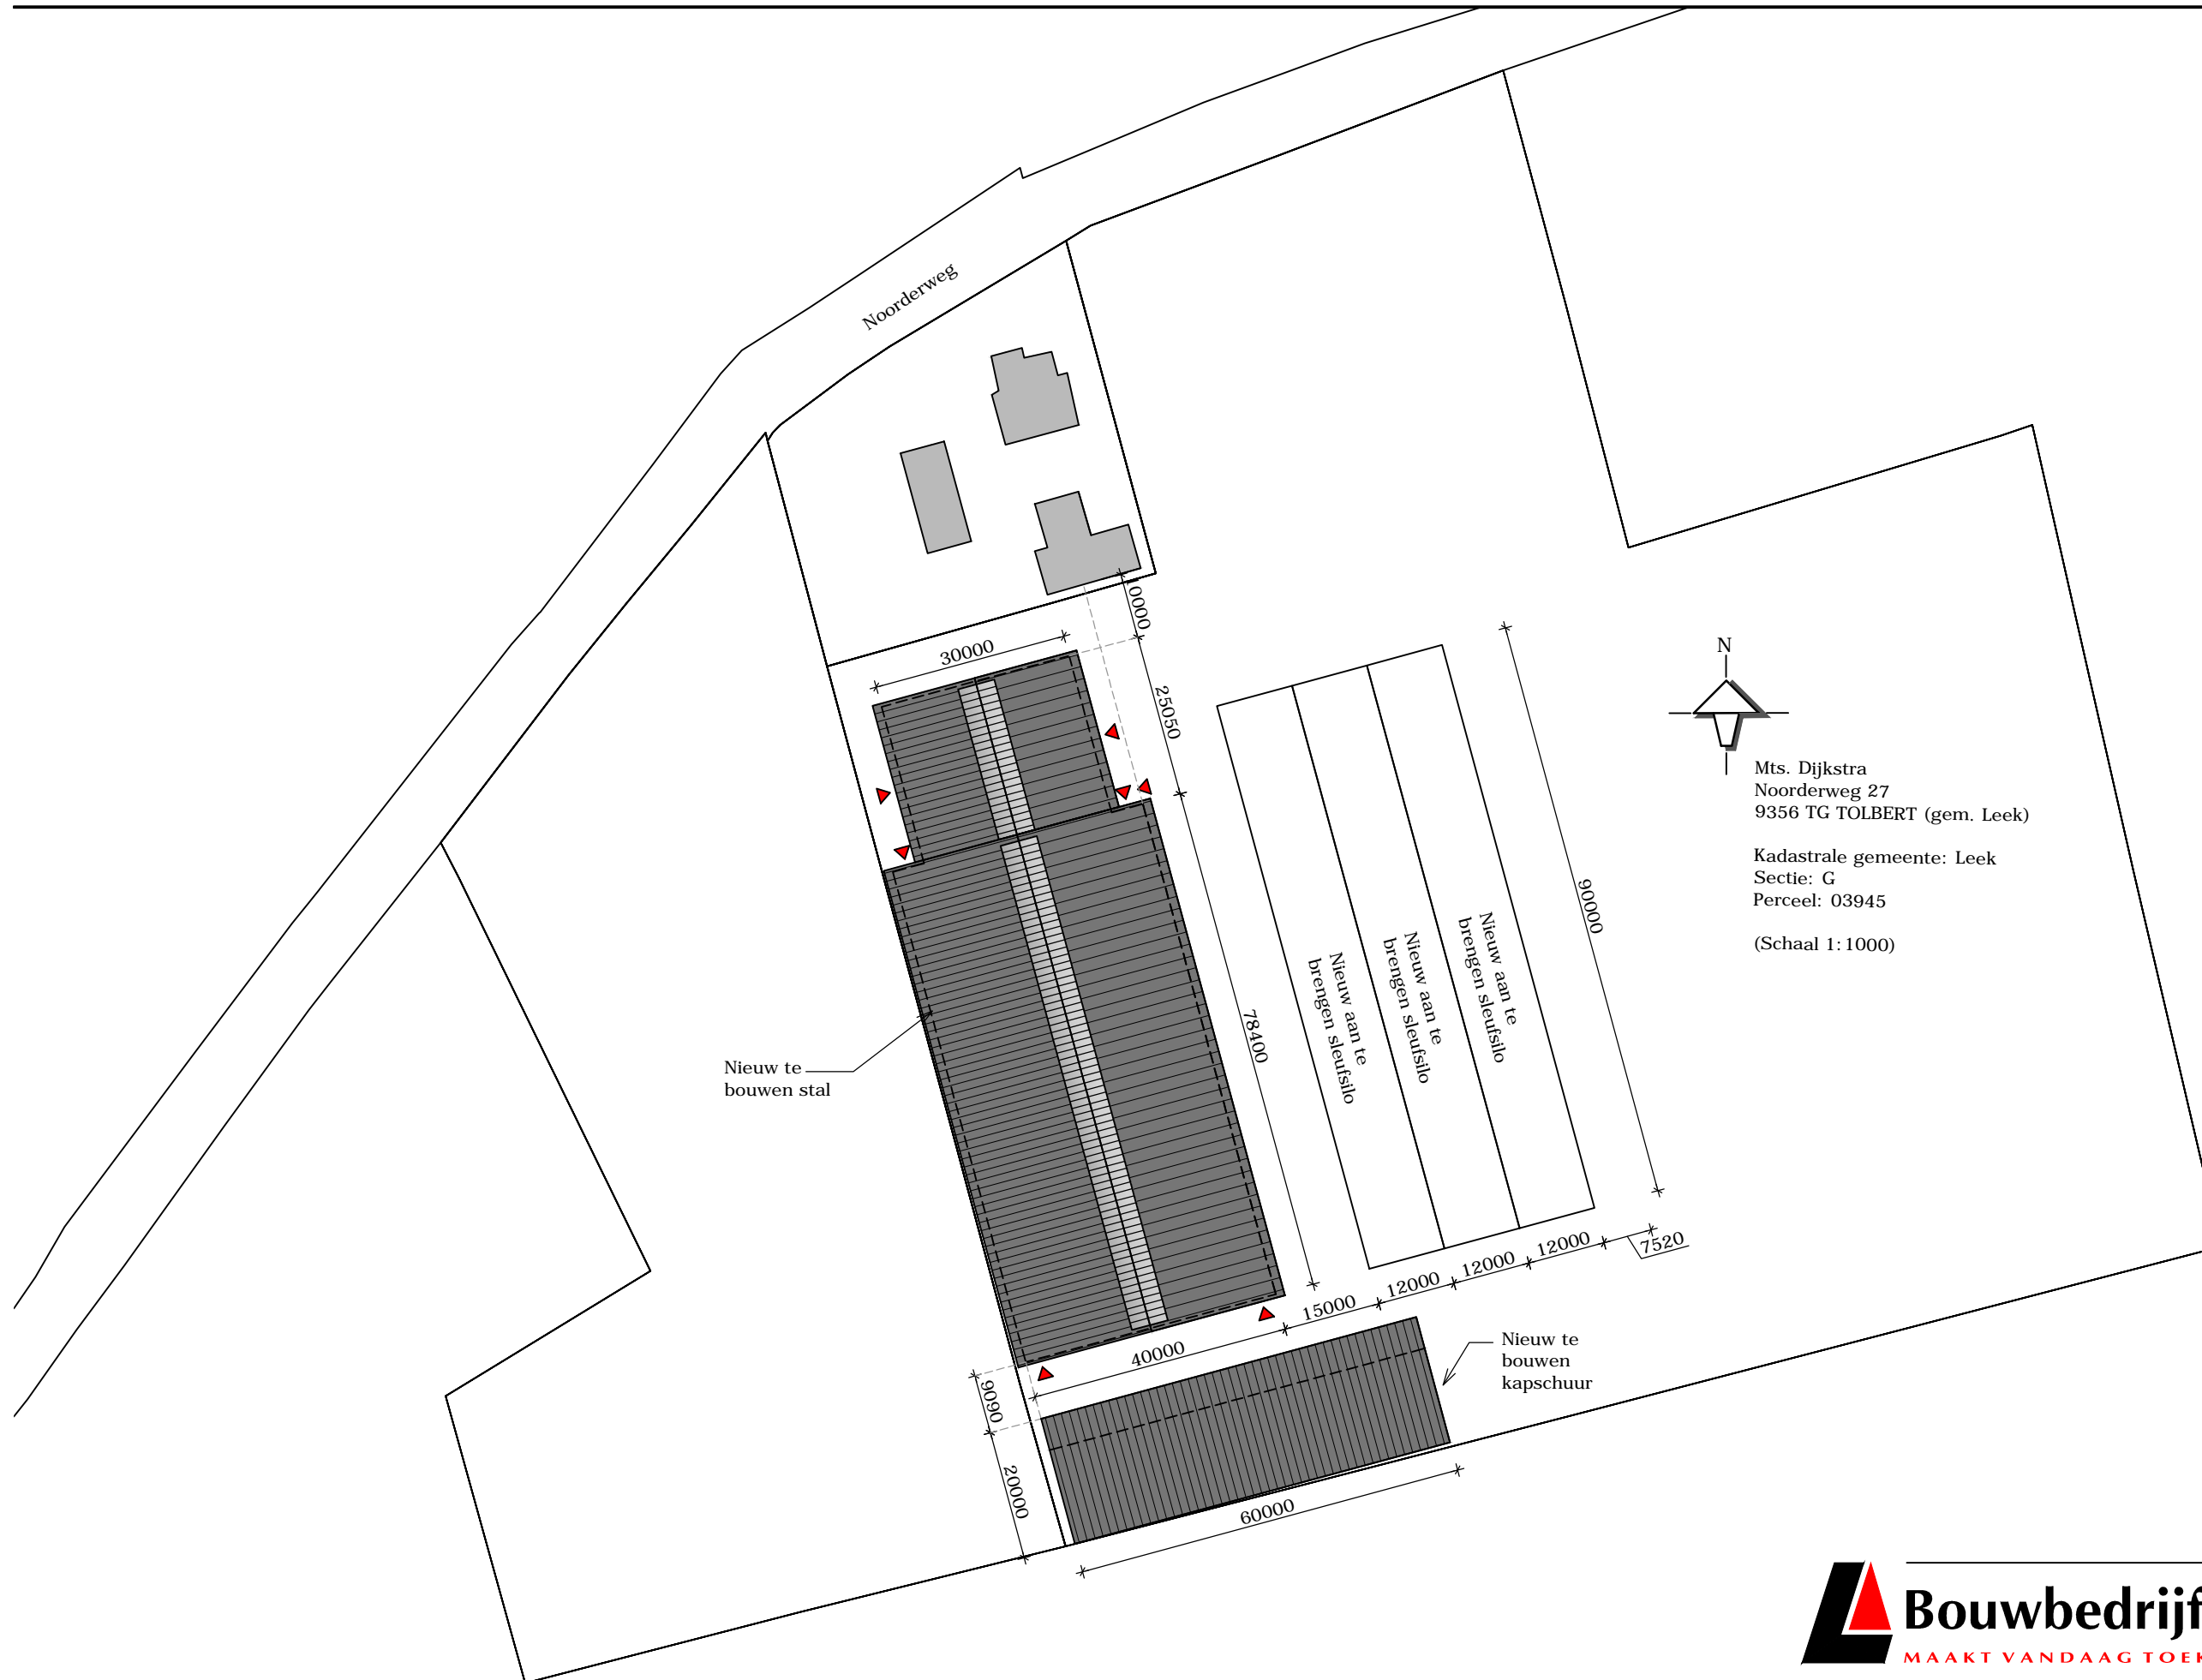 Noorderweg
10000
30000
25050
N
Mts. Dijkstra
Noorderweg 27
9356 TG TOLBERT (gem. Leek)
Kadastrale gemeente: Leek
Sectie: G
Perceel: 03945
(Schaal 1:1000)
90000
Nieuw aan te
brengen sleufsilo
Nieuw aan te
brengen sleufsilo
Nieuw aan te
brengen sleufsilo
78400
Nieuw te
bouwen stal
7520
12000
12000
12000
15000
40000
Nieuw te
bouwen
kapschuur
9090
20000
60000
Bouwbedrijf
MAAKT VANDAAG TOEK